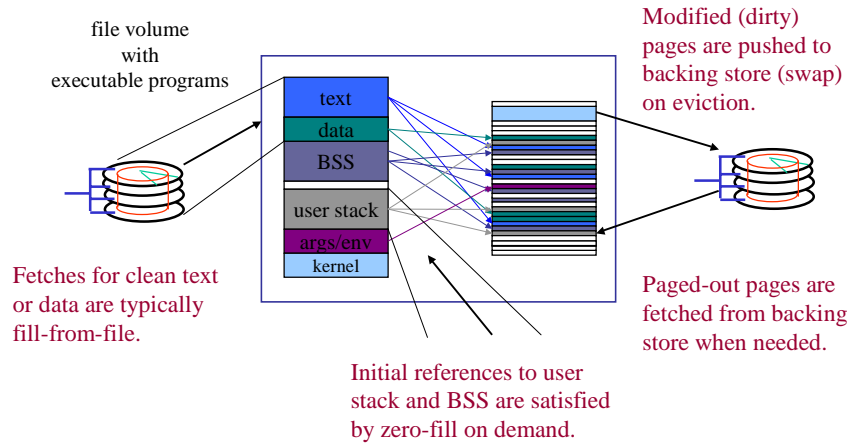 file volume
with
executable programs
Modified (dirty)
pages are pushed to
backing store (swap)
on eviction.
text
data
BSS
user stack
args/env
kernel
Fetches for clean text
or data are typically
fill-from-file.
Paged-out pages are
fetched from backing
store when needed.
Initial references to user
stack and BSS are satisfied
by zero-fill on demand.